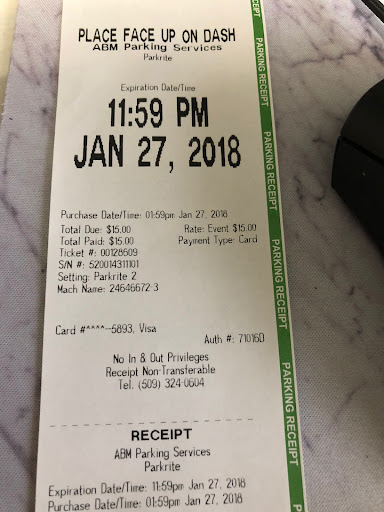 PLACE FACE UP ON DASH
ABM Parking Services
Parkrite
Expiration Date/Time
11:59 PM
JAN 27, 2018
Purchase Date/Time: 01:59pm Jan 27, 2018
Total Due: $15.00 Rate: Event $15.00
Total Paid: $15.00 Payment Type: Card
Ticket #: 00128609
S/N #: 520014311101
Setting: Parkrite 2
Mach Name: 24646672-3
Card #****-5893, Visa
Auth #: 71016D
No In & Out Privileges
Receipt Non-Transferable
Tel. (509) 324-0604
RECEIPT
ABM Parking Services
Parkrite
Expiration Date/Time: 11:59pm Jan 27, 2018
Purchase Date/Time: 01:59pm Jan 27, 2018
RECEIPT
PARKING RECEIPT
PARKING RECEIPT
PARKING RECEIPT
PARKING RECEIPT
PARKING RECEIPT